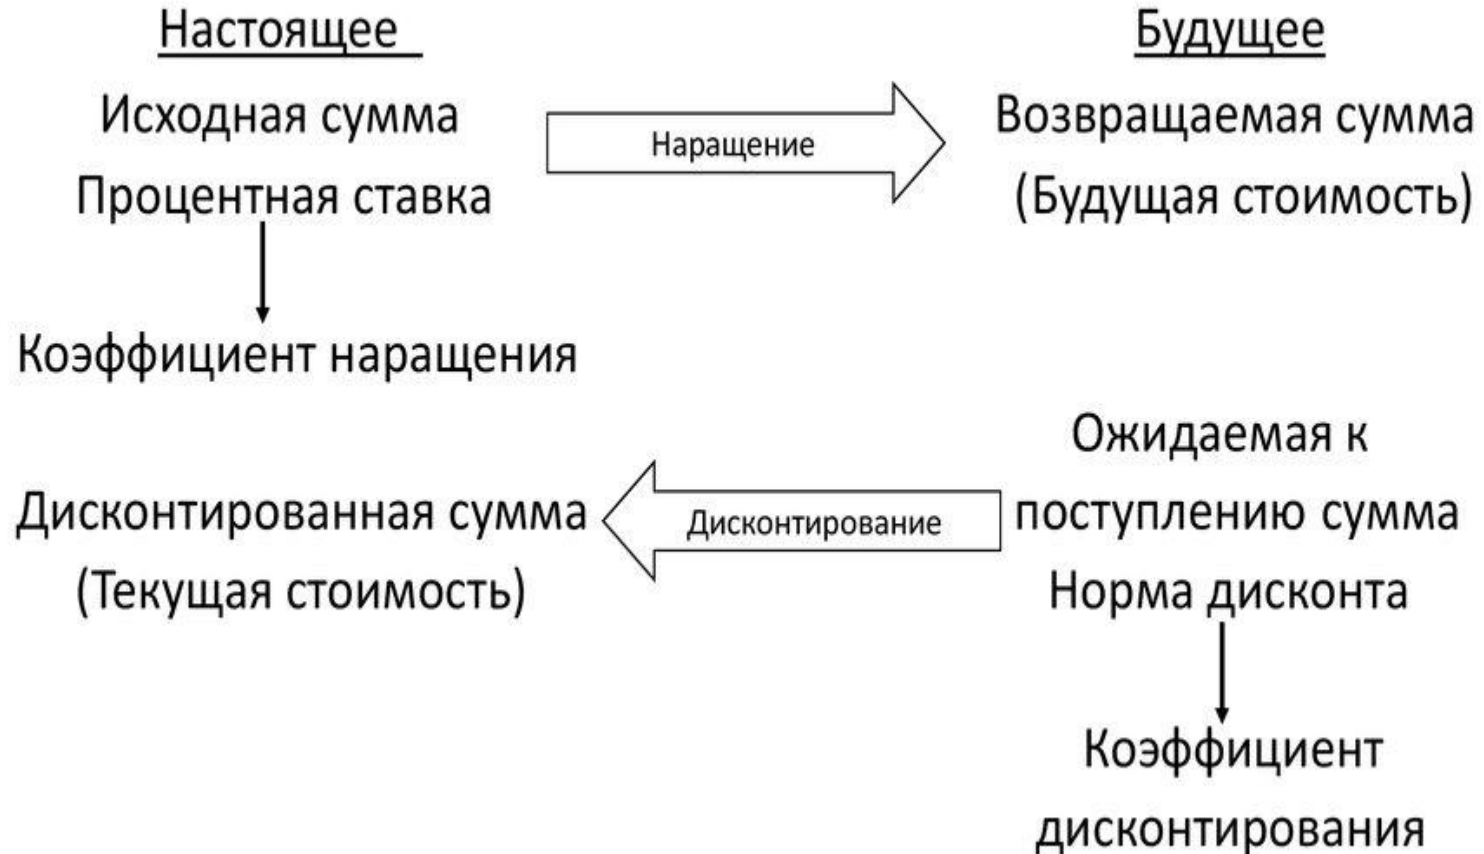 Настоящее
Будущее
Исходная сумма
Наращение
Возвращаемая сумма
Процентная ставка
(Будущая стоимость)
Коэффициент наращения
Ожидаемая к
Дисконтированная сумма
Дисконтирование
поступлению сумма
(Текущая стоимость)
Норма дисконта
Коэффициент
дисконтирования